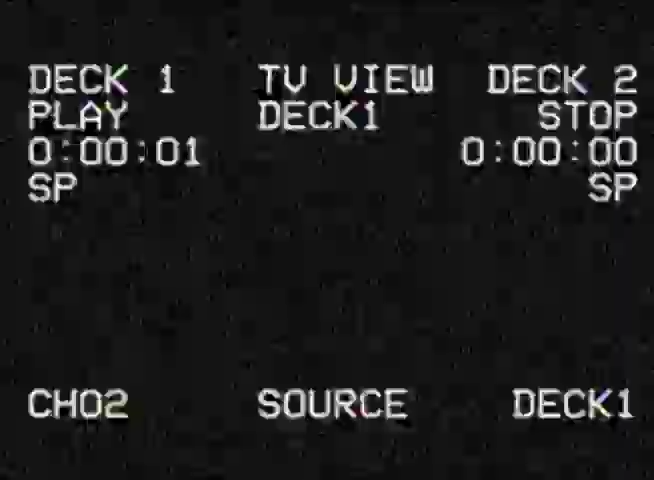 DECK 1 TV VIEW DECK 2
PLAY DECK1 STOP
0:00:01 0:00:00
SP SP
CH02 SOURCE DECK1